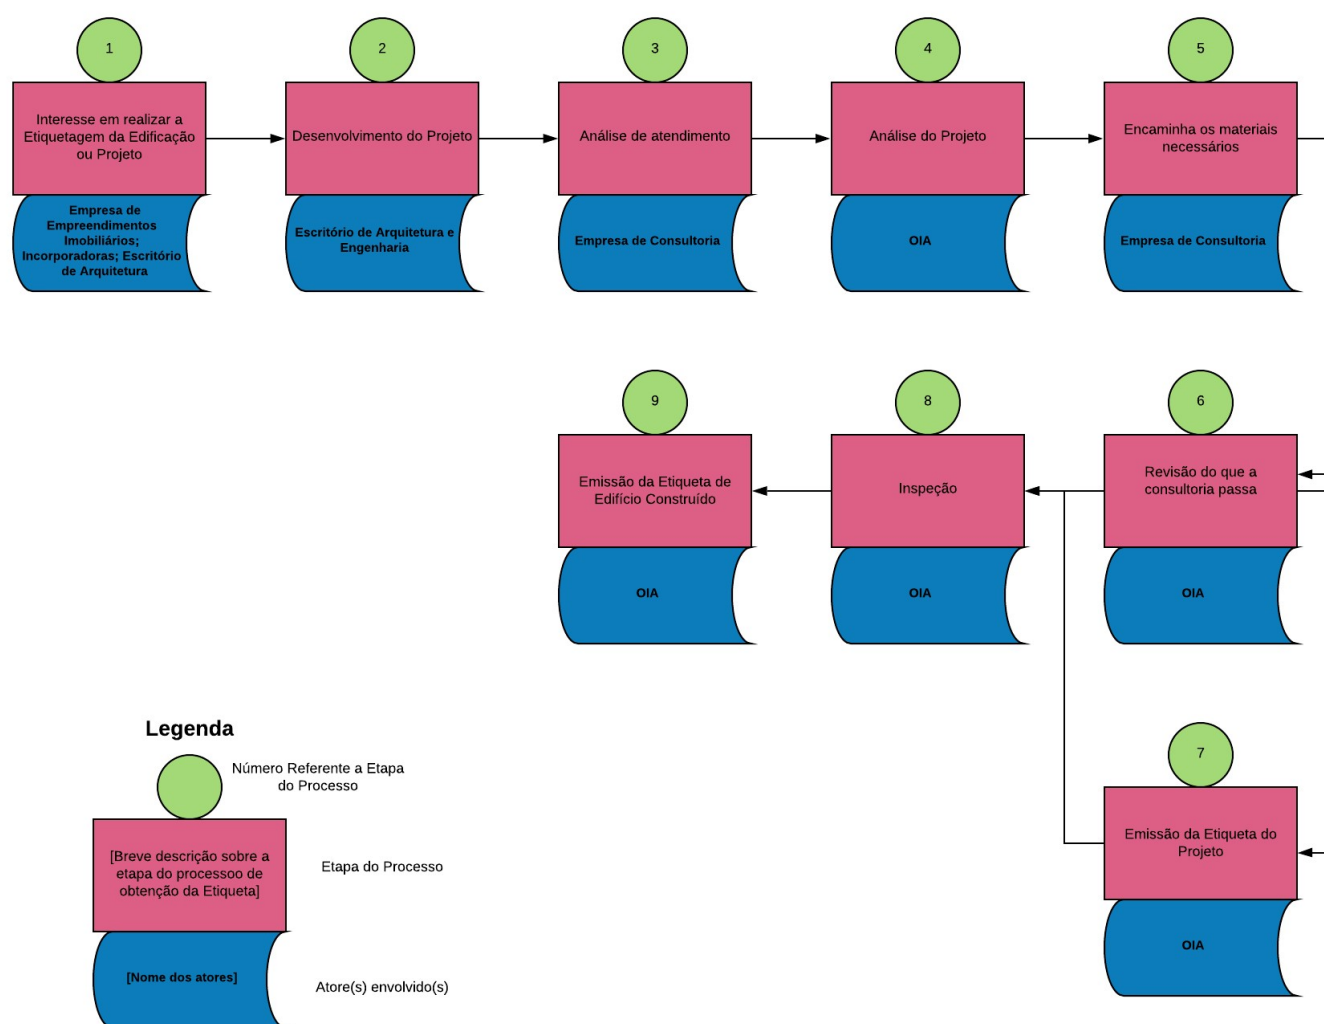 1
Interesse em realizar a
Etiquetagem da Edificação
ou Projeto
Empresa de
Empreendimentos
Imobiliários;
Incorporadoras; Escritório
de Arquitetura
2
Desenvolvimento do Projeto
Escritório de Arquitetura e
Engenharia
3
Análise de atendimento
Empresa de Consultoria
4
Análise do Projeto
OIA
5
Encaminha os materiais
necessários
Empresa de Consultoria
9
Emissão da Etiqueta de
Edifício Construído
OIA
8
Inspeção
OIA
6
Revisão do que a
consultoria passa
OIA
7
Emissão da Etiqueta do
Projeto
OIA
Legenda
Número Referente a Etapa
do Processo
[Breve descrição sobre a
etapa do processoo de
obtenção da Etiqueta]
Etapa do Processo
[Nome dos atores]
Atore(s) envolvido(s)